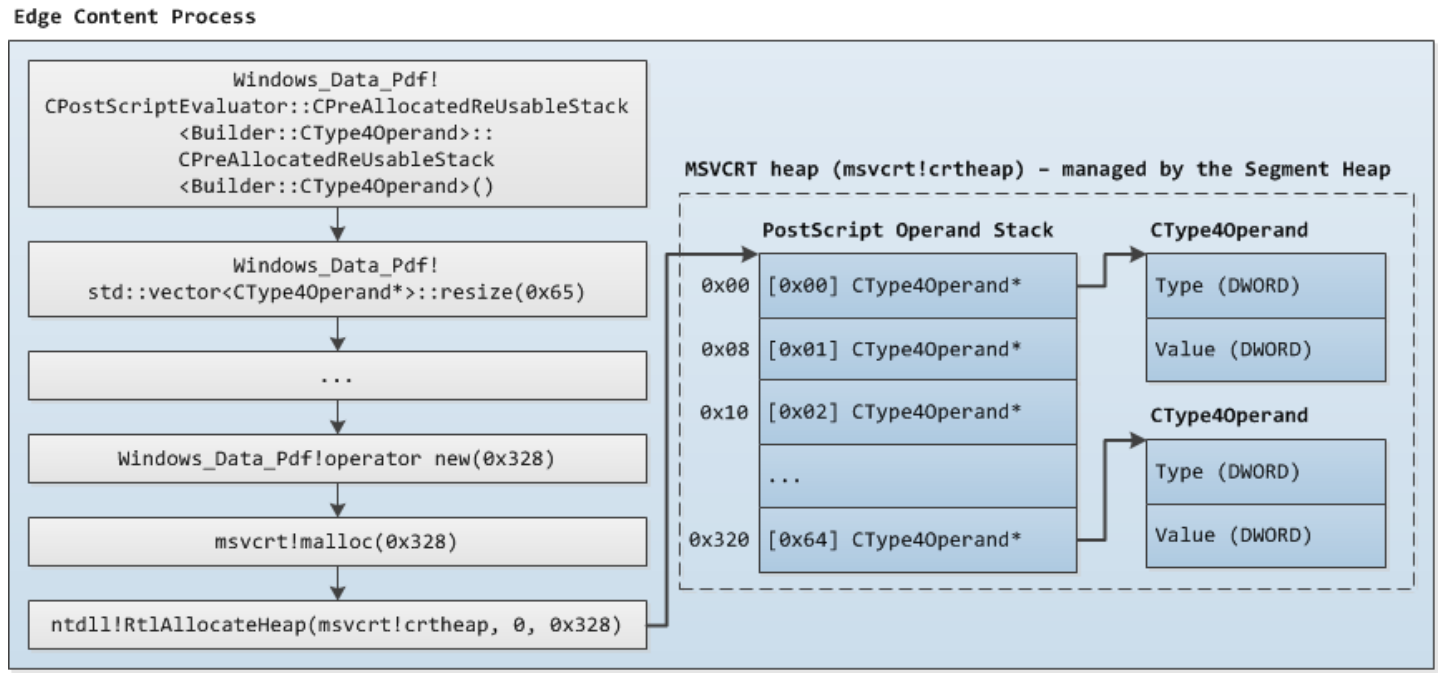 Edge Content Process
Windows_Data_Pdf!
CPostScriptEvaluator::CPreAllocatedReUsableStack
<Builder::CType4Operand>::
CPreAllocatedReUsableStack
<Builder::CType4Operand>()
Windows_Data_Pdf!
std::vector<CType4Operand*>::resize(0x65)
...
Windows_Data_Pdf!operator new(0x328)
msvcrt!malloc(0x328)
ntdll!RtlAllocateHeap(msvcrt!crtheap, 0, 0x328)
MSVCRT heap (msvcrt!crtheap) – managed by the Segment Heap
PostScript Operand Stack
0x00 [0x00] CType4Operand*
0x08 [0x01] CType4Operand*
0x10 [0x02] CType4Operand*
...
0x320 [0x64] CType4Operand*
CType4Operand
Type (DWORD)
Value (DWORD)
CType4Operand
Type (DWORD)
Value (DWORD)